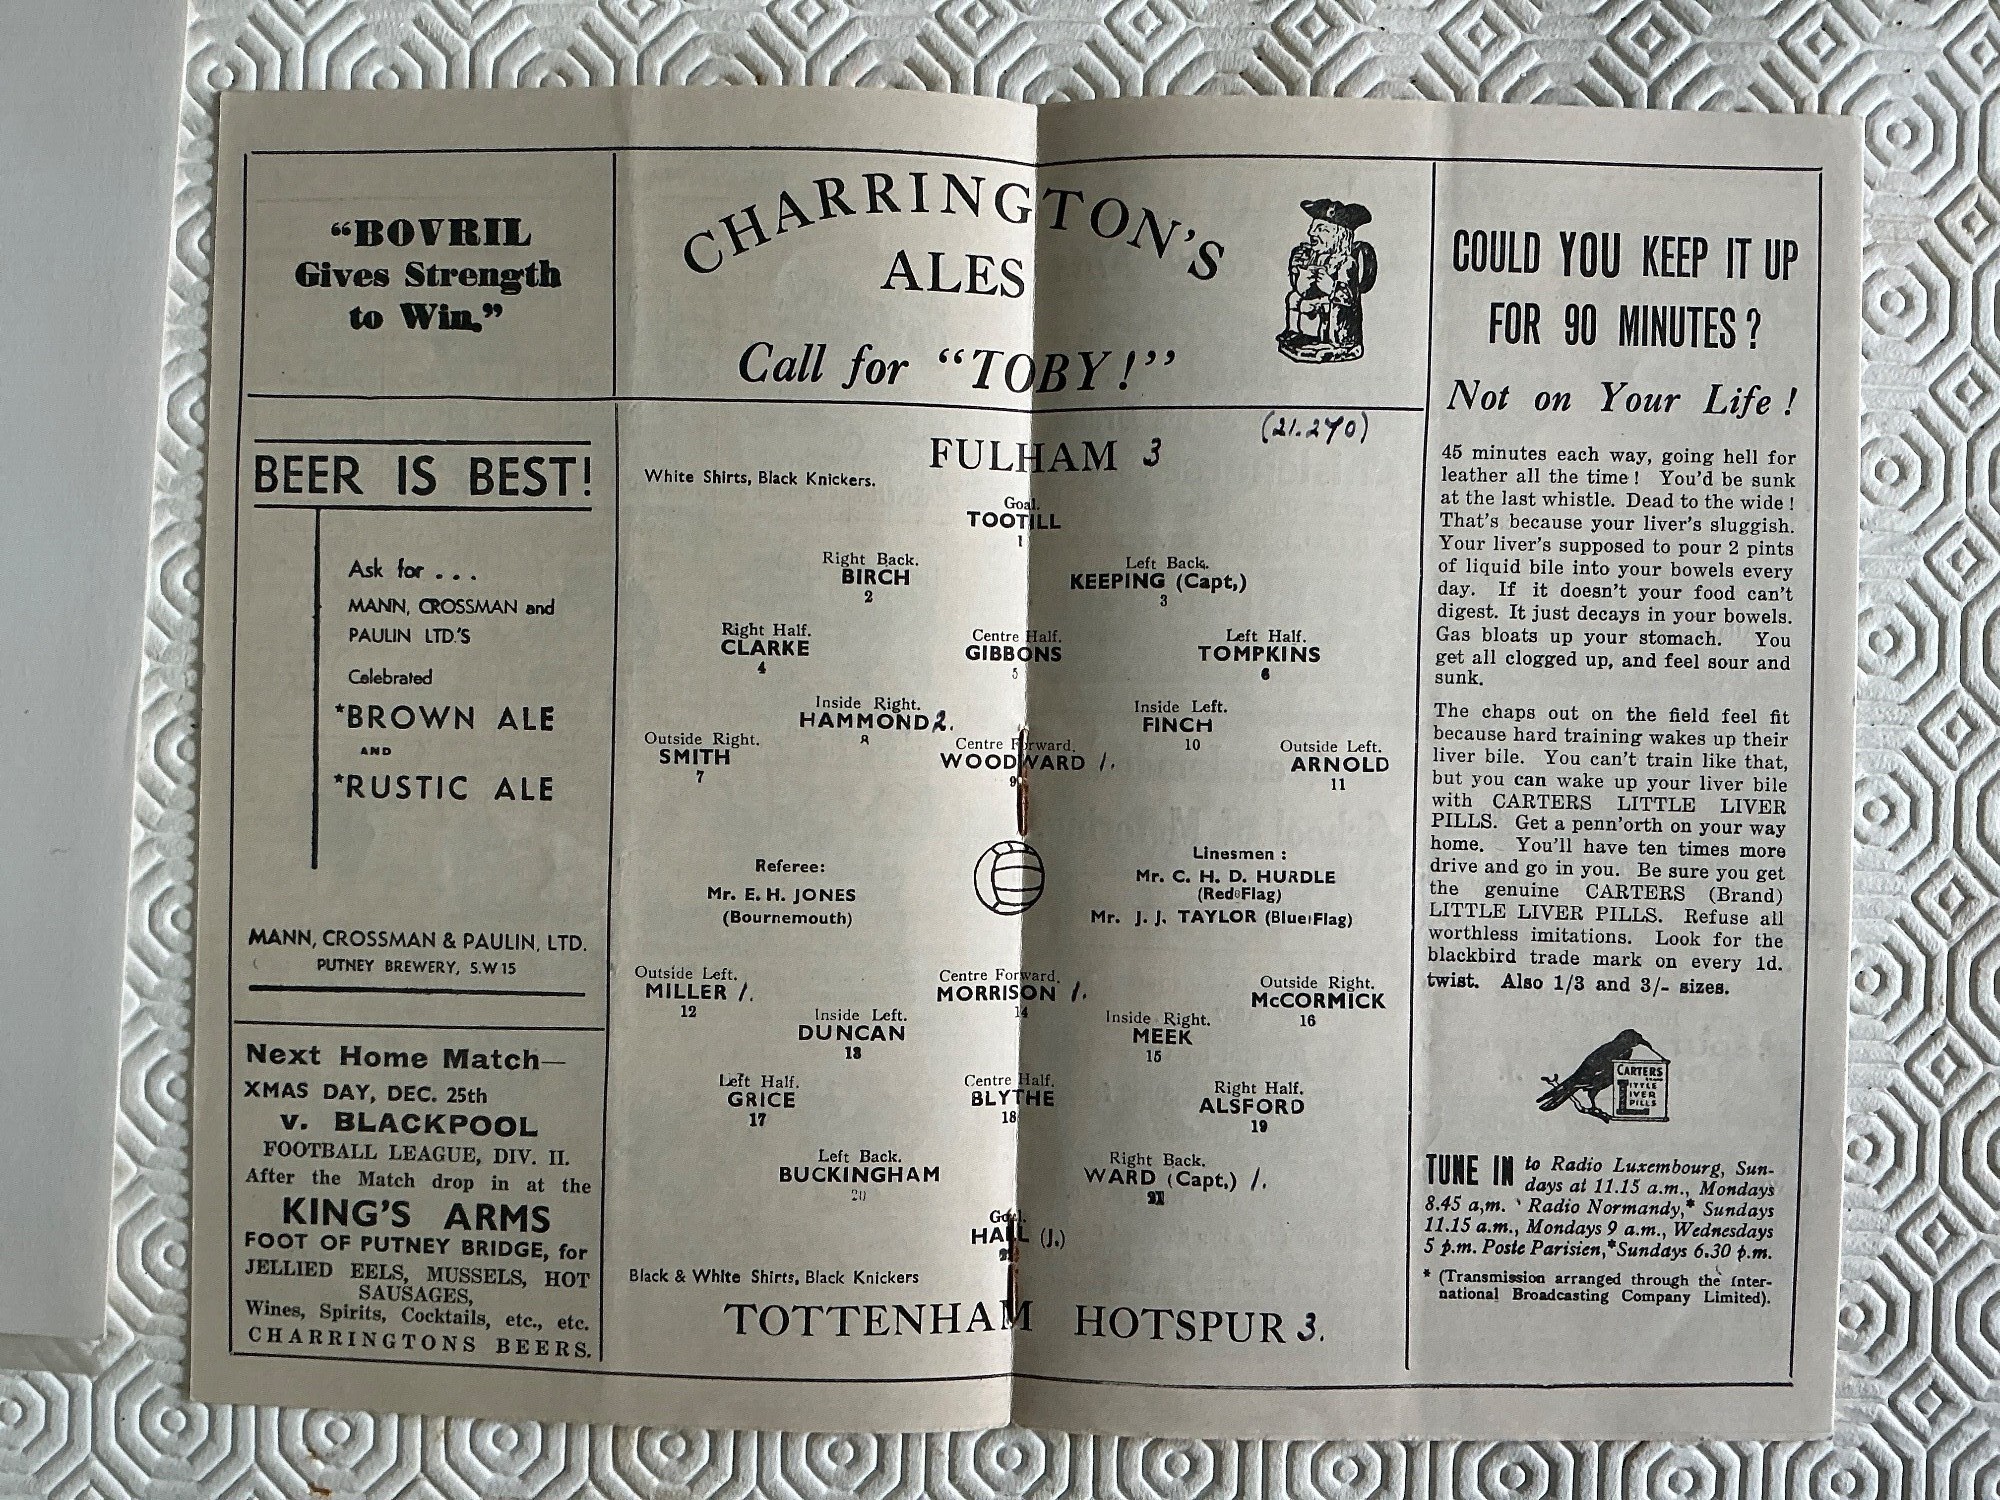 “BOVRIL
Gives Strength
to Win.”
CHARRINGTON'S
ALES
Call for “TOBY!”
BEER IS BEST!
Ask for . . .
MANN, CROSSMAN and
PAULIN LTD.'S
Celebrated
*BROWN ALE
AND
*RUSTIC ALE
MANN, CROSSMAN & PAULIN, LTD.
PUTNEY BREWERY, S.W 15
Next Home Match—
XMAS DAY, DEC. 25th
v. BLACKPOOL
FOOTBALL LEAGUE, DIV. II.
After the Match drop in at the
KING'S ARMS
FOOT OF PUTNEY BRIDGE, for
JELLIED EELS, MUSSELS, HOT
SAUSAGES,
Wines, Spirits, Cocktails, etc., etc.
CHARRINGTONS BEERS.
(21.270)
FULHAM 3
White Shirts, Black Knickers.
Goal.
TOOTILL
1
Right Back. Left Back.
BIRCH KEEPING (Capt,)
2 3
Right Half. Centre Half. Left Half.
CLARKE GIBBONS TOMPKINS
4 5 6
Inside Right. Inside Left.
HAMMOND 2. FINCH
8 10
Outside Right. Centre Forward. Outside Left.
SMITH WOODWARD 1. ARNOLD
7 9 11
Referee: Linesmen :
Mr. E. H. JONES Mr. C. H. D. HURDLE
(Bournemouth) (Red Flag)
Mr. J. J. TAYLOR (Blue Flag)
Outside Left. Centre Forward. Outside Right.
MILLER 1. MORRISON 1. McCORMICK
12 14 16
Inside Left. Inside Right.
DUNCAN MEEK
13 15
Left Half. Centre Half. Right Half.
GRICE BLYTHE ALSFORD
17 18 19
Left Back. Right Back.
BUCKINGHAM WARD (Capt.) 1.
20 21
Goal.
HALL (J.)
Black & White Shirts, Black Knickers
TOTTENHAM HOTSPUR 3.
COULD YOU KEEP IT UP
FOR 90 MINUTES?
Not on Your Life !
45 minutes each way, going hell for
leather all the time ! You'd be sunk
at the last whistle. Dead to the wide !
That's because your liver's sluggish.
Your liver's supposed to pour 2 pints
of liquid bile into your bowels every
day. If it doesn't your food can't
digest. It just decays in your bowels.
Gas bloats up your stomach. You
get all clogged up, and feel sour and
sunk.
The chaps out on the field feel fit
because hard training wakes up their
liver bile. You can't train like that,
but you can wake up your liver bile
with CARTERS LITTLE LIVER
PILLS. Get a penn'orth on your way
home. You'll have ten times more
drive and go in you. Be sure you get
the genuine CARTERS (Brand)
LITTLE LIVER PILLS. Refuse all
worthless imitations. Look for the
blackbird trade mark on every 1d.
twist. Also 1/3 and 3/- sizes.
CARTERS
LITTLE
LIVER
PILLS
TUNE IN to Radio Luxembourg, Sun-
days at 11.15 a.m., Mondays
8.45 a,m. Radio Normandy,* Sundays
11.15 a.m., Mondays 9 a.m., Wednesdays
5 p.m. Poste Parisien,*Sundays 6.30 p.m.
* (Transmission arranged through the Inter-
national Broadcasting Company Limited).